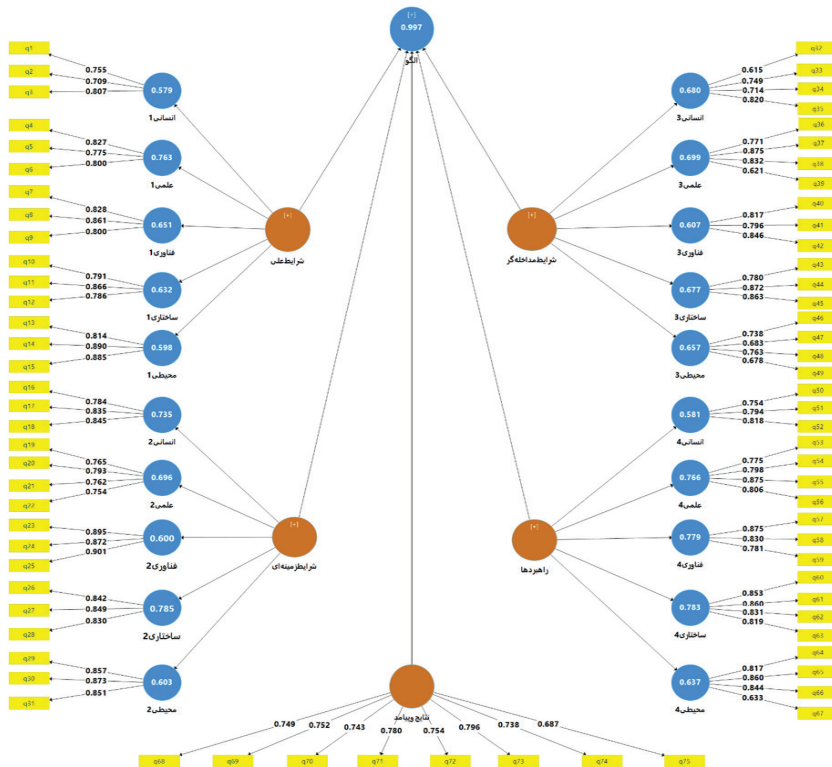 [+]
0.997
الگو
q1
q2
q3
0.755
0.709
0.807
0.579
انسانی1
q4
q5
q6
0.827
0.775
0.800
0.763
علمی1
q7
q8
q9
0.828
0.861
0.800
0.651
فناوری1
q10
q11
q12
0.791
0.866
0.786
0.632
ساختاری1
q13
q14
q15
0.814
0.890
0.885
0.598
محیطی1
[+]
شرایط‌علی
q16
q17
q18
0.784
0.835
0.845
0.735
انسانی2
q19
q20
q21
q22
0.765
0.793
0.762
0.754
0.696
علمی2
q23
q24
q25
0.895
0.872
0.901
0.600
فناوری2
q26
q27
q28
0.842
0.849
0.830
0.785
ساختاری2
q29
q30
q31
0.857
0.873
0.851
0.603
محیطی2
[+]
شرایط‌زمینه‌ای
q32
q33
q34
q35
0.615
0.749
0.714
0.820
0.680
انسانی3
q36
q37
q38
q39
0.771
0.875
0.832
0.621
0.699
علمی3
q40
q41
q42
0.817
0.796
0.846
0.607
فناوری3
q43
q44
q45
0.780
0.872
0.863
0.677
ساختاری3
q46
q47
q48
q49
0.738
0.683
0.763
0.678
0.657
محیطی3
[+]
شرایط‌مداخله‌گر
q50
q51
q52
0.754
0.794
0.818
0.581
انسانی4
q53
q54
q55
q56
0.775
0.798
0.875
0.806
0.766
علمی4
q57
q58
q59
0.875
0.830
0.781
0.779
فناوری4
q60
q61
q62
q63
0.853
0.860
0.831
0.819
0.783
ساختاری4
q64
q65
q66
q67
0.817
0.860
0.844
0.633
0.637
محیطی4
[+]
راهبردها
نتایج وپیامد
0.749
0.752
0.743
0.780
0.754
0.796
0.738
0.687
q68
q69
q70
q71
q72
q73
q74
q75